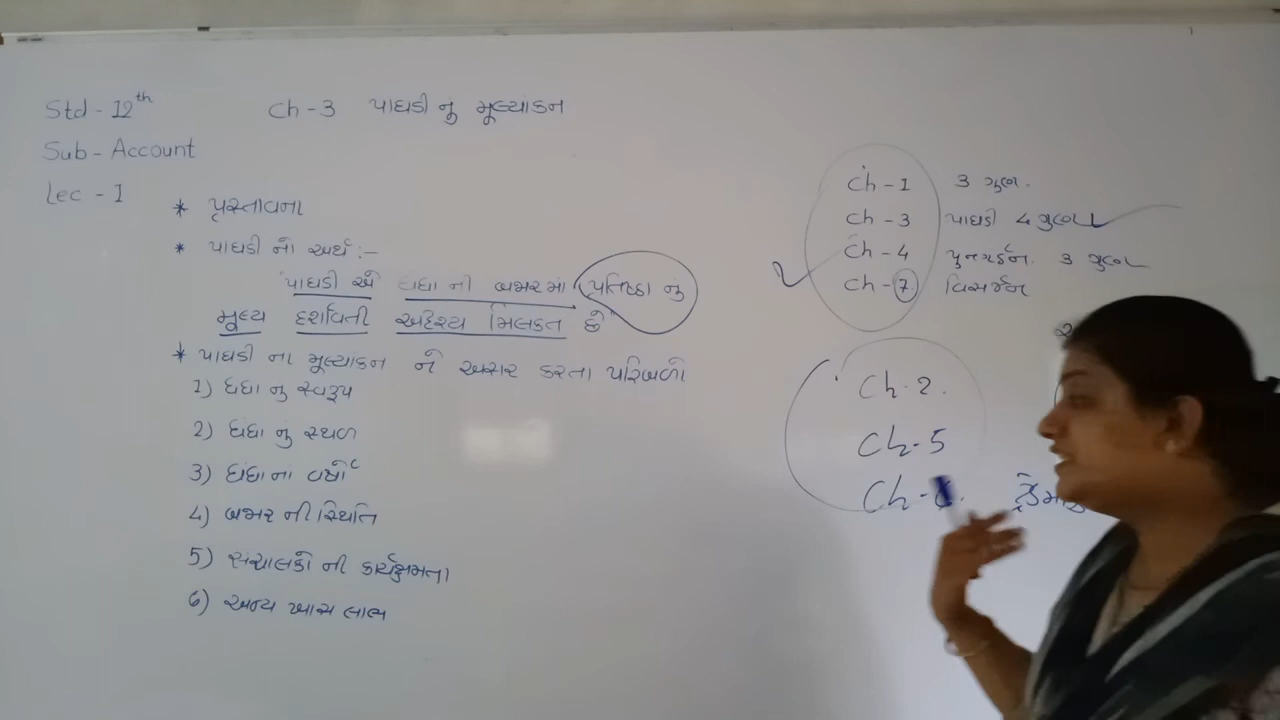 Std - 12th
Ch - 3 પાઘડી નું મૂલ્યાંકન
Sub - Account
Lec - 1
* પ્રસ્તાવના
* પાઘડી નો અર્થ :-
પાઘડી એ ધંધા ની બજાર માં પ્રતિષ્ઠા નું
મૂલ્ય દર્શાવતી અદ્રશ્ય મિલકત છે
* પાઘડી ના મૂલ્યાંકન ને અસર કરતા પરિબળો
1) ધંધા નુ સ્વરૂપ
2) ધંધા નું સ્થળ
3) ધંધા ના વર્ષો
4) બજાર ની સ્થિતિ
5) સંચાલકો ની કાર્યક્ષમતા
6) અન્ય ખાસ લાભ
Ch - 1 3 ગુણ.
Ch - 3 પાઘડી 4 ગુણ
Ch - 4 પુનગર્ઠન. 3 ગુણ
Ch - 7 વિસર્જન
Ch - 2.
Ch - 5
Ch -